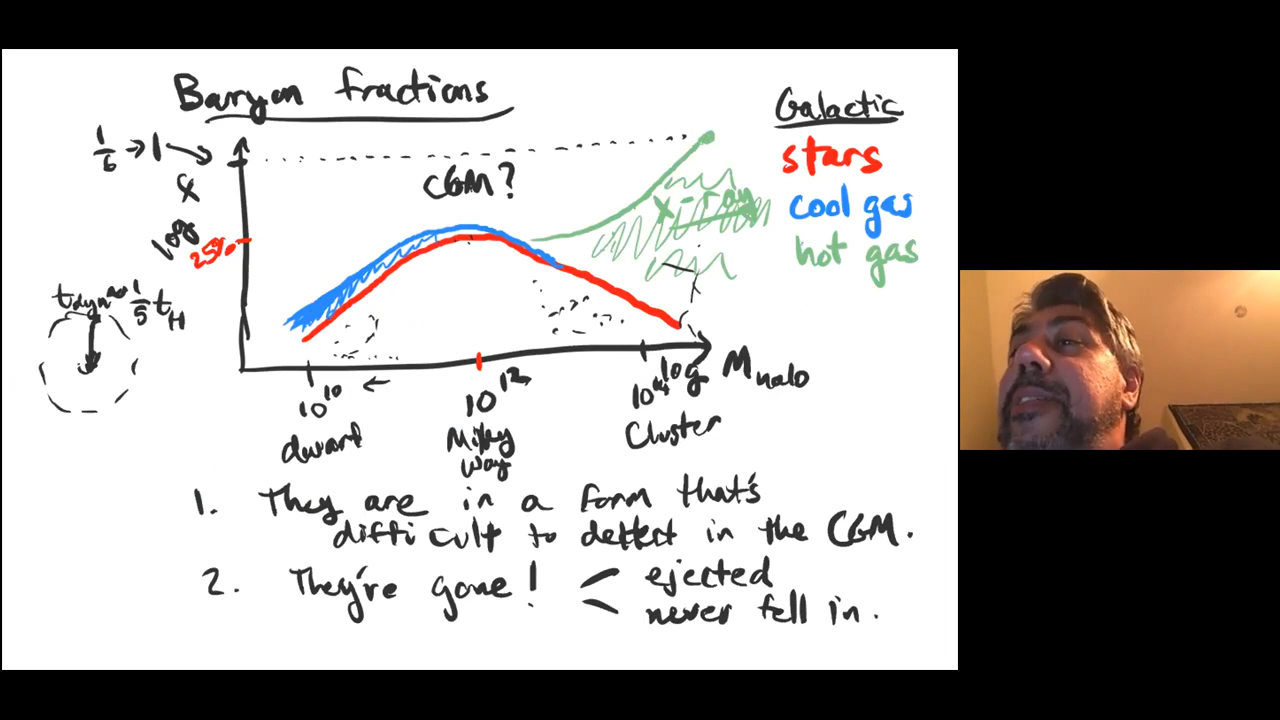 Baryon fractions
Galactic
stars
cool gas
hot gas
1/6 → 1
CGM?
X-ray
log
25%
t_dyn ~ 1/5 t_H
log M_halo
10^10
10^12
10^14
dwarf
Milky
Way
Cluster
1. They are in a form that's
difficult to detect in the CGM.
2. They're gone! < ejected
never fell in.